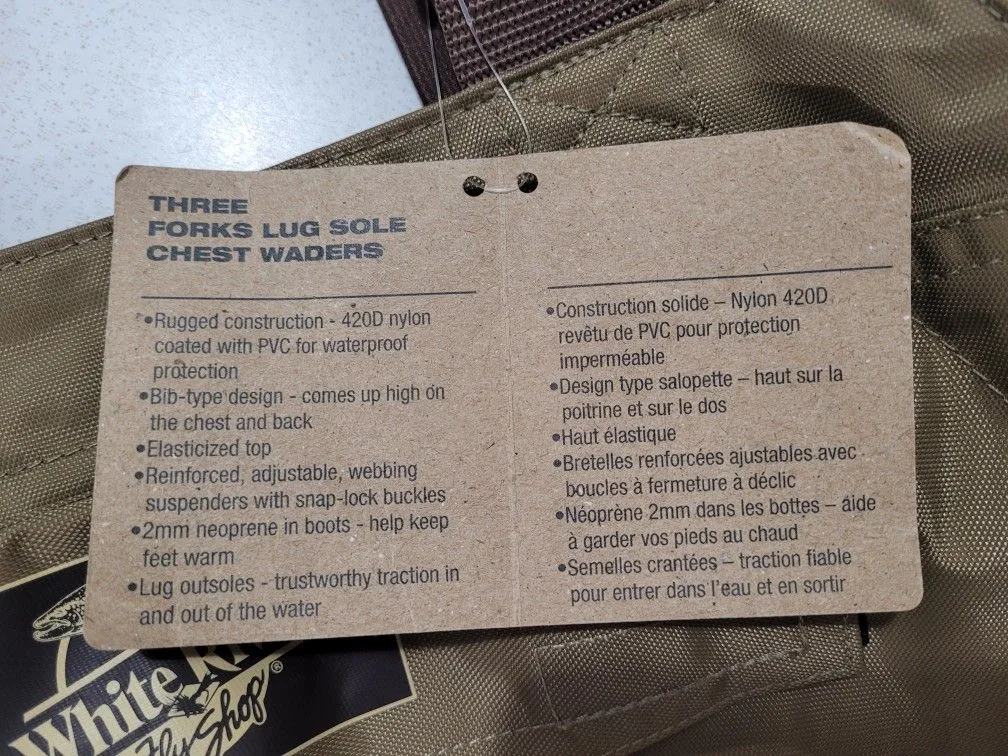 THREE
FORKS LUG SOLE
CHEST WADERS
•Rugged construction - 420D nylon
coated with PVC for waterproof
protection
•Bib-type design - comes up high on
the chest and back
•Elasticized top
•Reinforced, adjustable, webbing
suspenders with snap-lock buckles
•2mm neoprene in boots - help keep
feet warm
•Lug outsoles - trustworthy traction in
and out of the water
•Construction solide – Nylon 420D
revêtu de PVC pour protection
imperméable
•Design type salopette – haut sur la
poitrine et sur le dos
•Haut élastique
•Bretelles renforcées ajustables avec
boucles à fermeture à déclic
•Néoprène 2mm dans les bottes – aide
à garder vos pieds au chaud
•Semelles crantées – traction fiable
pour entrer dans l'eau et en sortir
White
Fly Shop®